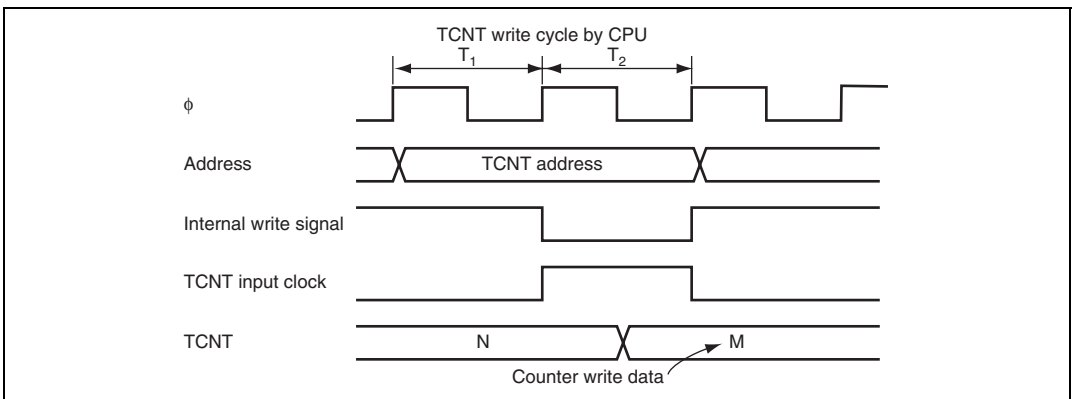 TCNT write cycle by CPU
T1 T2
ϕ
Address TCNT address
Internal write signal
TCNT input clock
TCNT N M
Counter write data